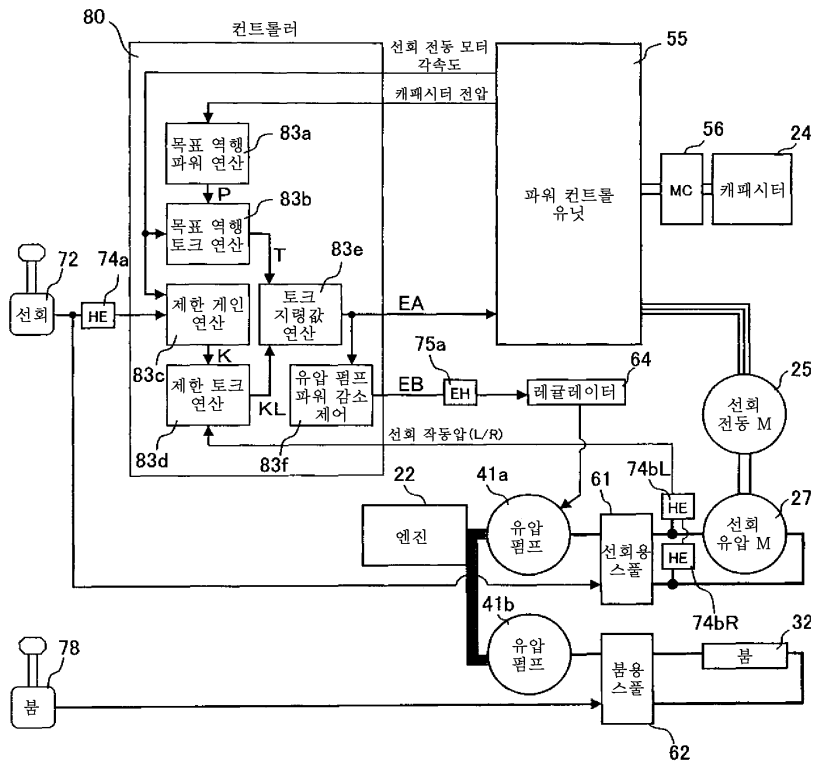 80
컨트롤러
선회 전동 모터
각속도
캐패시터 전압
55
목표 역행
파워 연산
83a
P
목표 역행
토크 연산
83b
T
83e
72
선회
74a
HE
제한 게인
연산
83c
K
토크
지령값
연산
EA
파워 컨트롤
유닛
56
MC
24
캐패시터
제한 토크
연산
83d
KL
유압 펌프
파워 감소
제어
83f
EB
75a
EH
64
레귤레이터
25
선회
전동 M
선회 작동압(L/R)
22
엔진
41a
유압
펌프
61
선회용
스풀
74bL
HE
HE
74bR
27
선회
유압 M
41b
유압
펌프
78
붐
붐용
스풀
62
32
붐